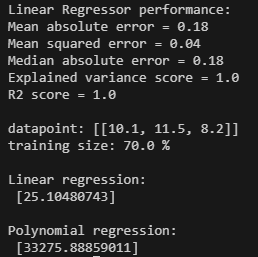 Linear Regressor performance:
Mean absolute error = 0.18
Mean squared error = 0.04
Median absolute error = 0.18
Explained variance score = 1.0
R2 score = 1.0
datapoint: [[10.1, 11.5, 8.2]]
training size: 70.0 %
Linear regression:
[25.10480743]
Polynomial regression:
[33275.88859011]